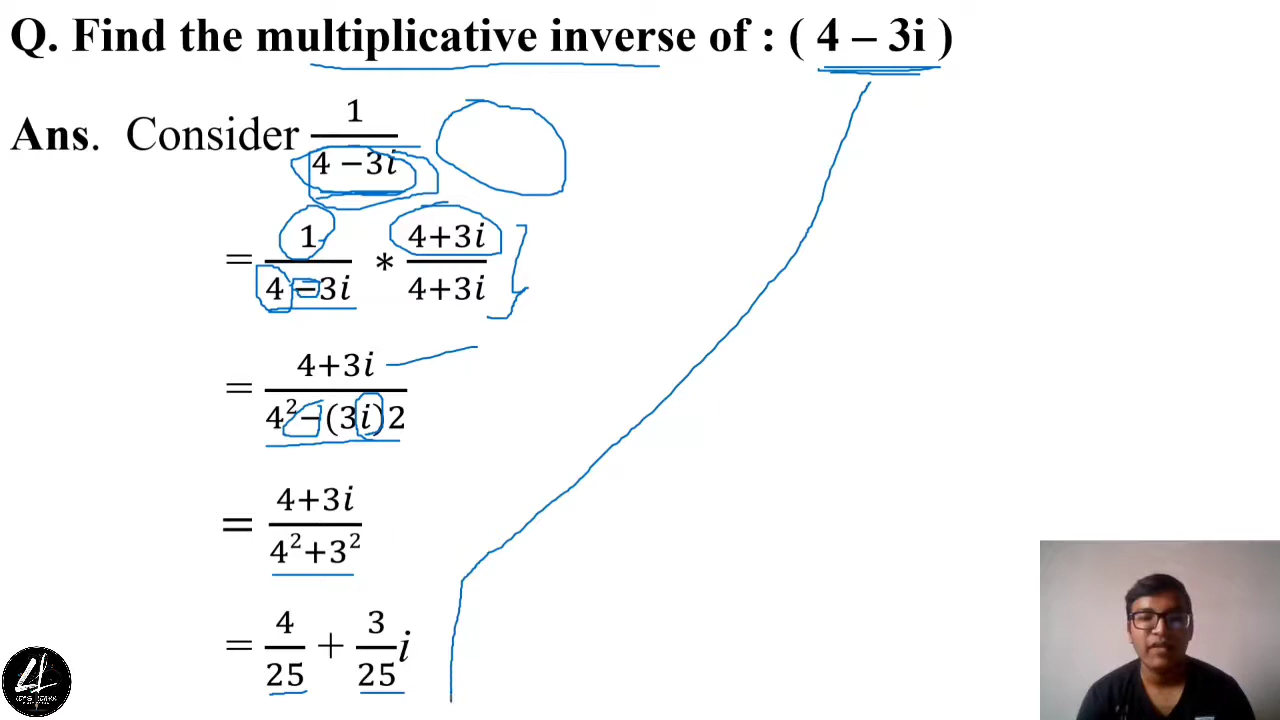 Q. Find the multiplicative inverse of : ( 4 – 3i )
Ans. Consider 1/(4 −3i)
= 1/(4 −3i) * (4+3i)/(4+3i)
= (4+3i)/(4²−(3i)2)
= (4+3i)/(4²+3²)
= 4/25 + 3/25 i